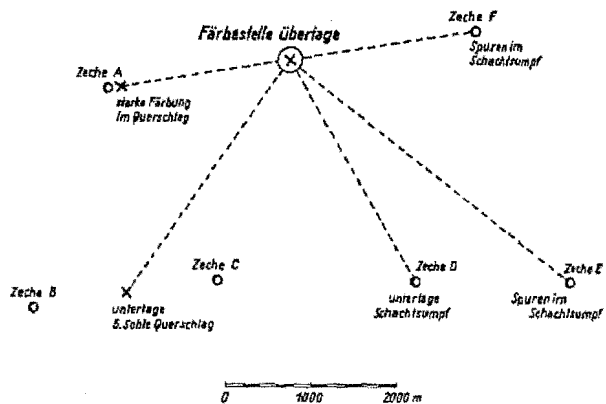 Zeche F
Färbestelle übertage
Spuren im
Schachtsumpf
Zeche A
starke Färbung
im Querschlag
Zeche C
Zeche D
Zeche E
Zeche B
untertage
5. Sohle Querschlag
untertage
Schachtsumpf
Spuren im
Schachtsumpf
0 1000 2000 m